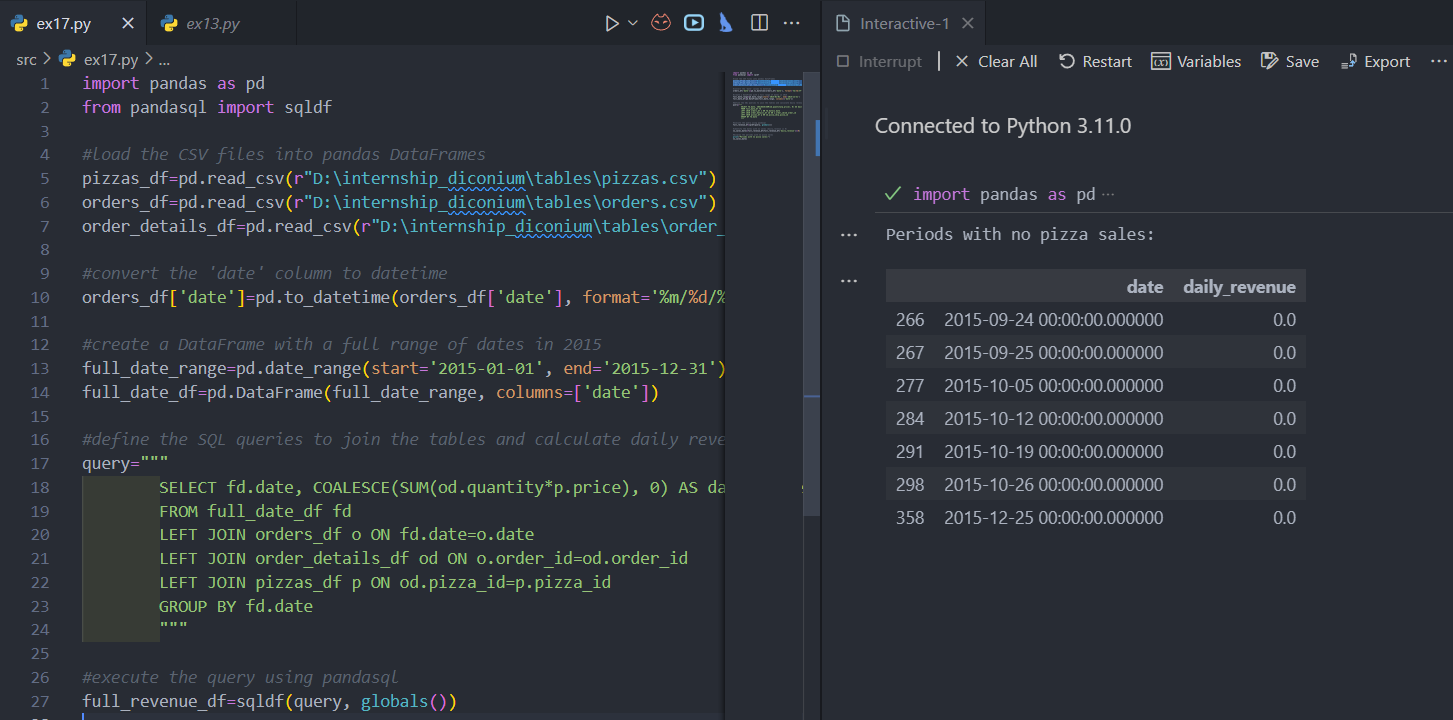 ex17.py
ex13.py
src > ex17.py > ...
1 import pandas as pd
2 from pandasql import sqldf
3
4 #load the CSV files into pandas DataFrames
5 pizzas_df=pd.read_csv(r"D:\internship_diconium\tables\pizzas.csv")
6 orders_df=pd.read_csv(r"D:\internship_diconium\tables\orders.csv")
7 order_details_df=pd.read_csv(r"D:\internship_diconium\tables\order_
8
9 #convert the 'date' column to datetime
10 orders_df['date']=pd.to_datetime(orders_df['date'], format='%m/%d/%
11
12 #create a DataFrame with a full range of dates in 2015
13 full_date_range=pd.date_range(start='2015-01-01', end='2015-12-31')
14 full_date_df=pd.DataFrame(full_date_range, columns=['date'])
15
16 #define the SQL queries to join the tables and calculate daily reve
17 query="""
18 SELECT fd.date, COALESCE(SUM(od.quantity*p.price), 0) AS da
19 FROM full_date_df fd
20 LEFT JOIN orders_df o ON fd.date=o.date
21 LEFT JOIN order_details_df od ON o.order_id=od.order_id
22 LEFT JOIN pizzas_df p ON od.pizza_id=p.pizza_id
23 GROUP BY fd.date
24 """
25
26 #execute the query using pandasql
27 full_revenue_df=sqldf(query, globals())
Interactive-1
Interrupt | Clear All Restart Variables Save Export ...
Connected to Python 3.11.0
import pandas as pd ...
Periods with no pizza sales:
date daily_revenue
266 2015-09-24 00:00:00.000000 0.0
267 2015-09-25 00:00:00.000000 0.0
277 2015-10-05 00:00:00.000000 0.0
284 2015-10-12 00:00:00.000000 0.0
291 2015-10-19 00:00:00.000000 0.0
298 2015-10-26 00:00:00.000000 0.0
358 2015-12-25 00:00:00.000000 0.0